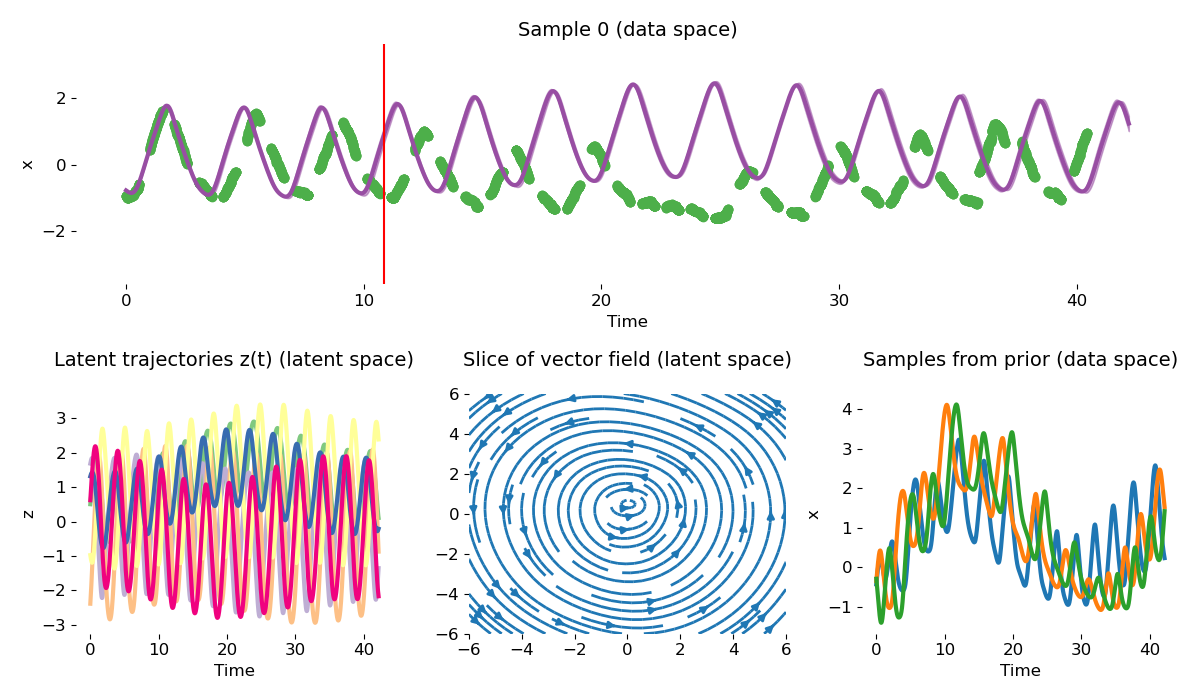 Sample 0 (data space)
2
0
−2
x
0 10 20 30 40
Time
Latent trajectories z(t) (latent space)
3
2
1
0
−1
−2
−3
z
0 10 20 30 40
Time
Slice of vector field (latent space)
6
4
2
0
−2
−4
−6
−6 −4 −2 0 2 4 6
Samples from prior (data space)
4
3
2
1
0
−1
x
0 10 20 30 40
Time